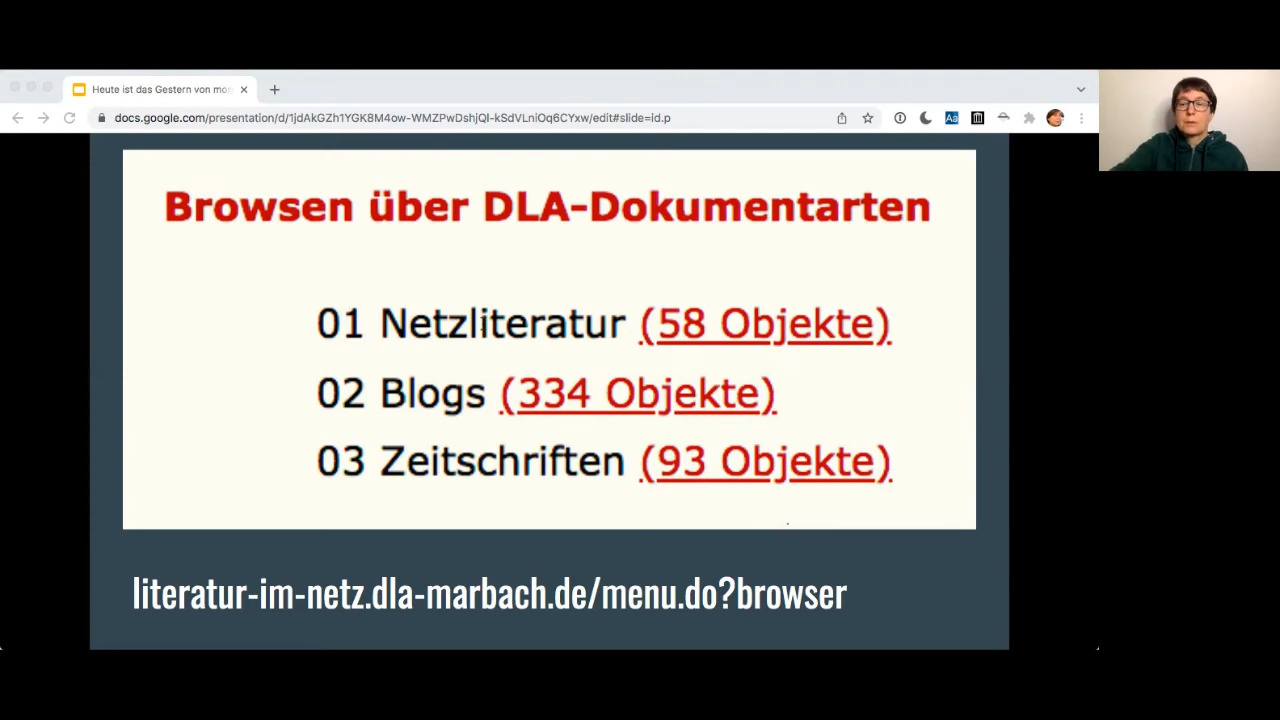 Heute ist das Gestern von mor
docs.google.com/presentation/d/1jdAkGZh1YGK8M4ow-WMZPwDshjQI-kSdVLniOq6CYxw/edit#slide=id.p
Aa
Browsen über DLA-Dokumentarten
01 Netzliteratur (58 Objekte)
02 Blogs (334 Objekte)
03 Zeitschriften (93 Objekte)
literatur-im-netz.dla-marbach.de/menu.do?browser